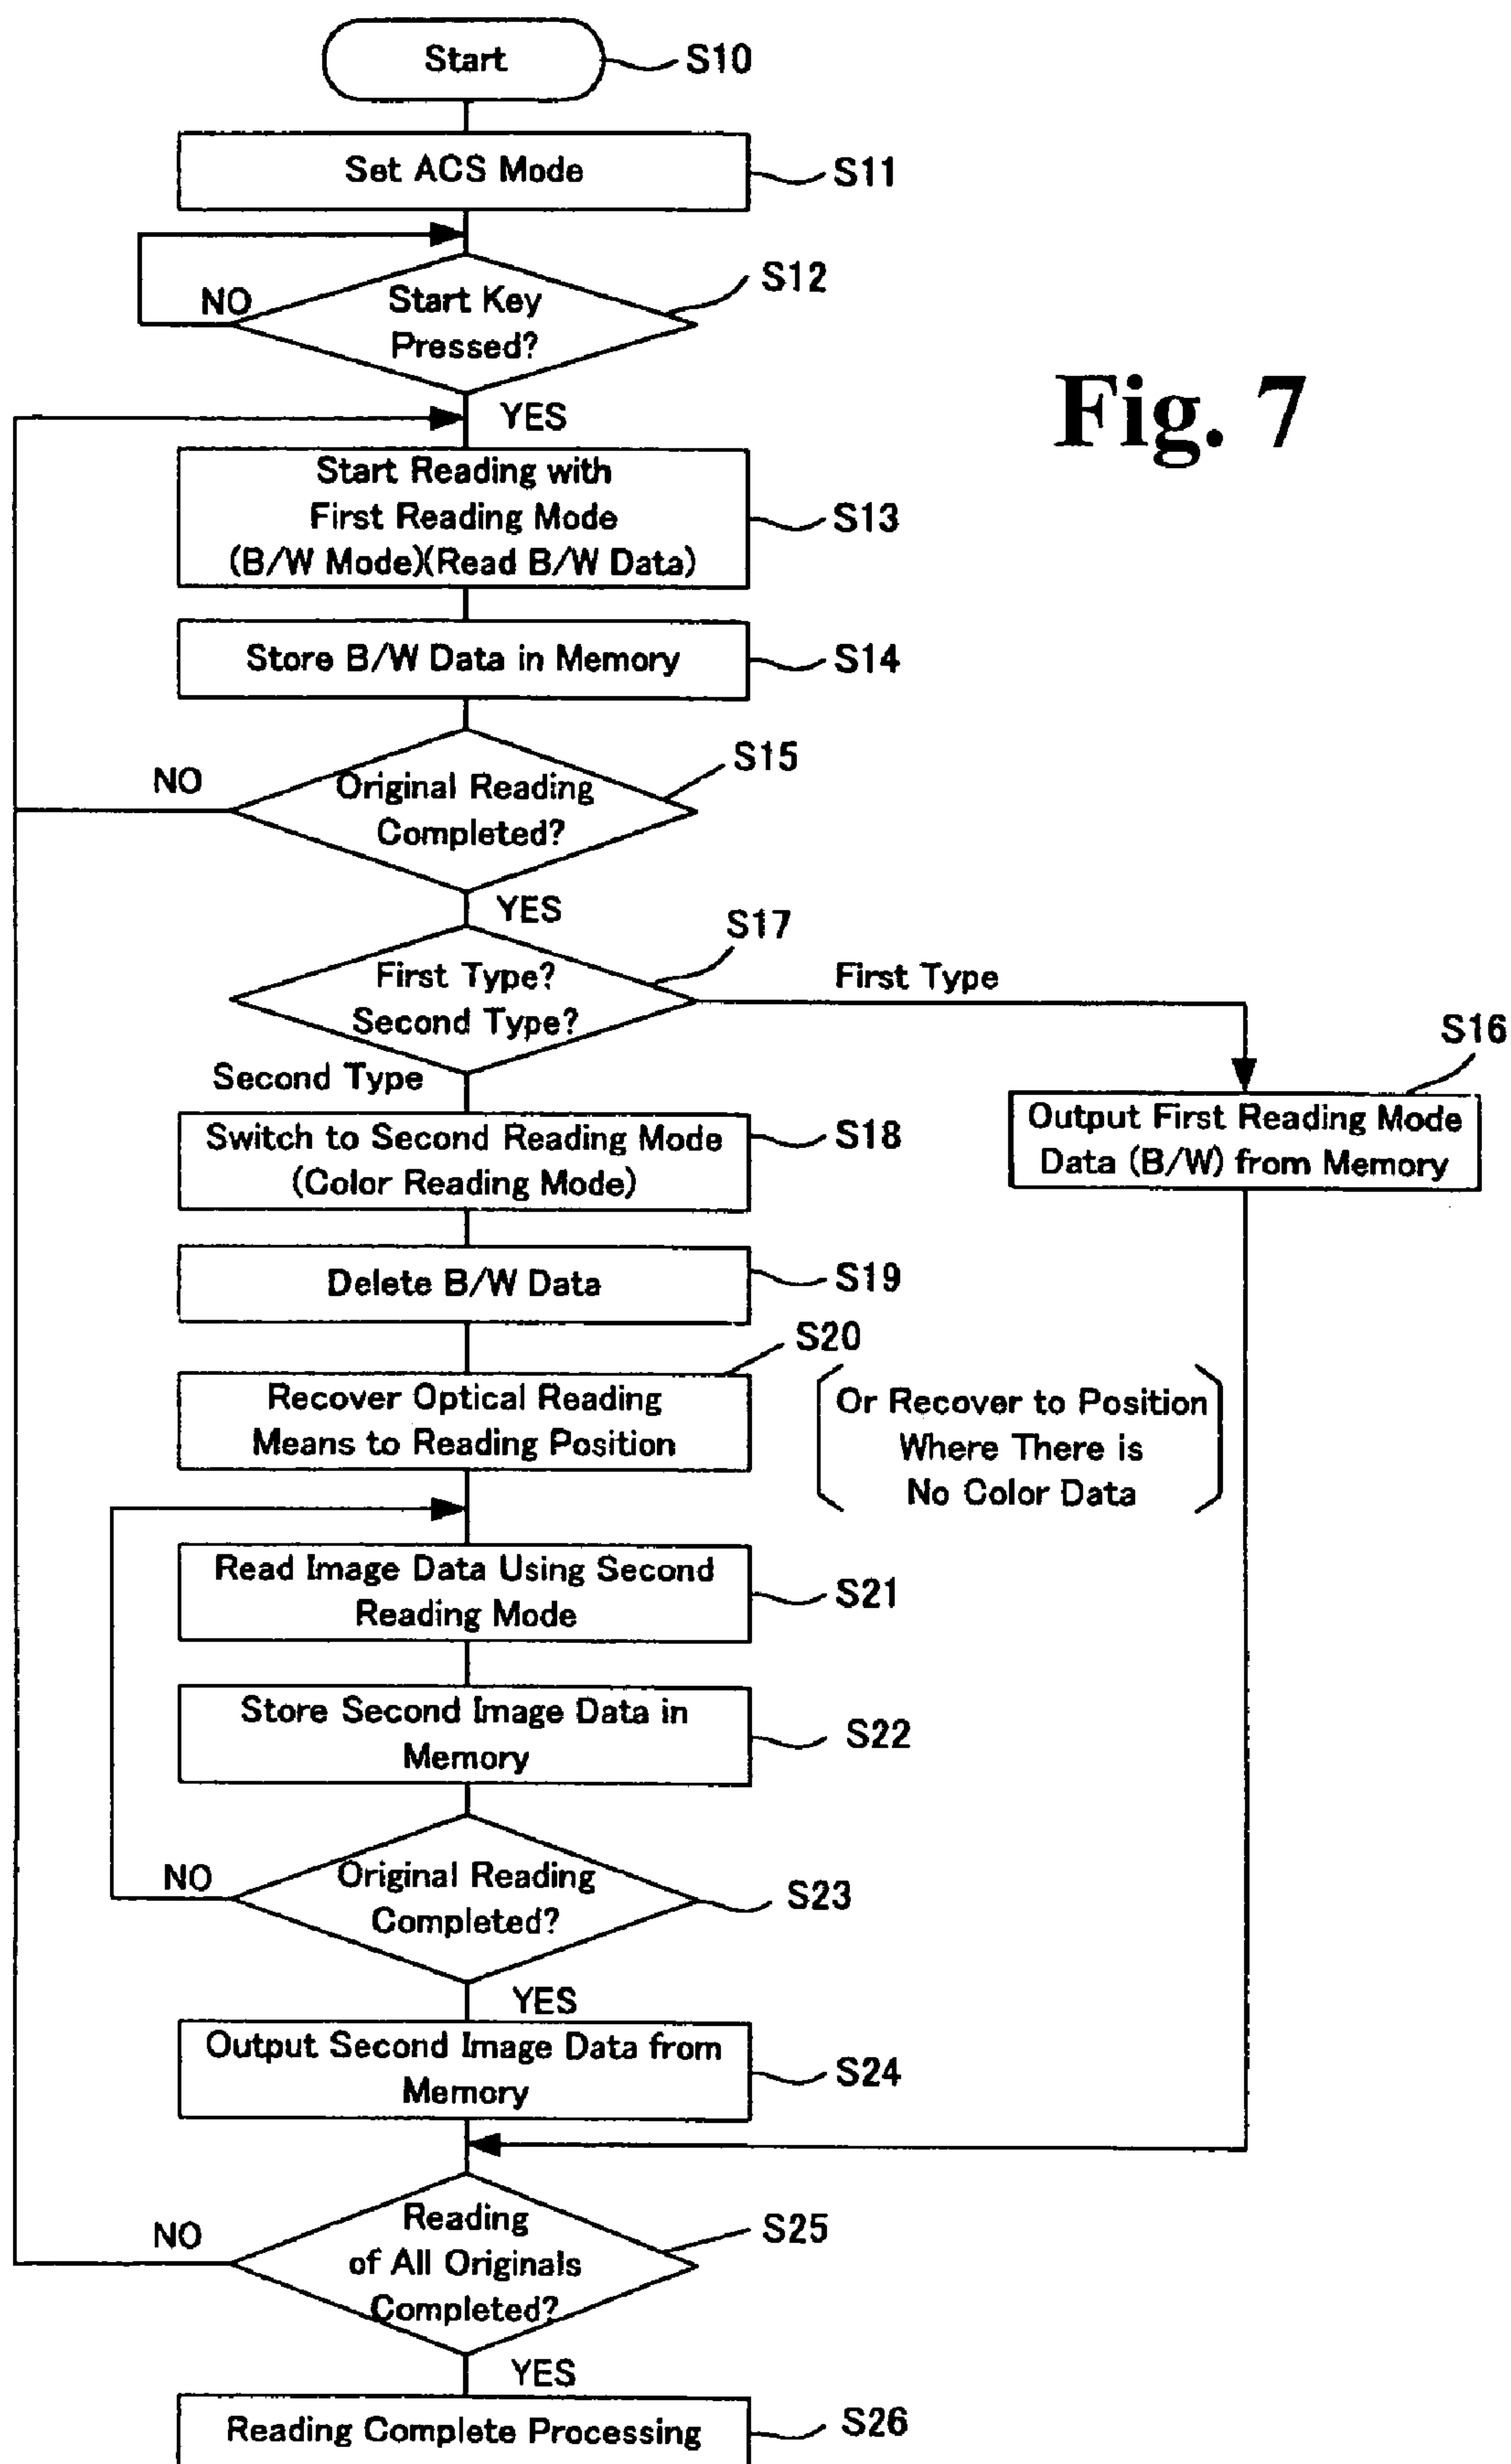 Start
S10
Set ACS Mode
S11
S12
NO
Start Key
Pressed?
Fig. 7
YES
Start Reading with
First Reading Mode
(B/W Mode)(Read B/W Data)
S13
Store B/W Data in Memory
S14
S15
NO
Original Reading
Completed?
YES
S17
First Type?
Second Type?
First Type
S16
Second Type
Output First Reading Mode
Data (B/W) from Memory
Switch to Second Reading Mode
(Color Reading Mode)
S18
Delete B/W Data
S19
S20
Recover Optical Reading
Means to Reading Position
Or Recover to Position
Where There is
No Color Data
Read Image Data Using Second
Reading Mode
S21
Store Second Image Data in
Memory
S22
NO
Original Reading
Completed?
S23
YES
Output Second Image Data from
Memory
S24
NO
Reading
of All Originals
Completed?
S25
YES
Reading Complete Processing
S26